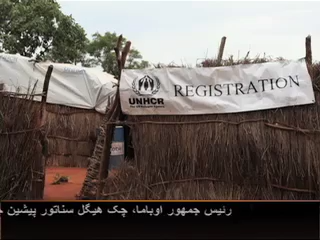 UNHCR
REGISTRATION
رئیس جمهور اوباما، چک هیگل سناتور پیشین